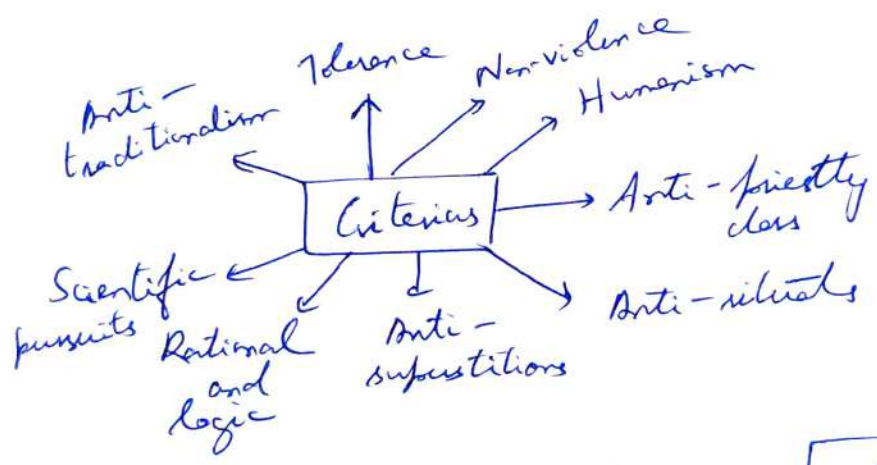 Tolerance
Non-violence
Humanism
Anti-
traditionalism
Criterias
Anti-priestly
class
Scientific
pursuits
Rational
and
logic
Anti-
superstitions
Anti-rituals